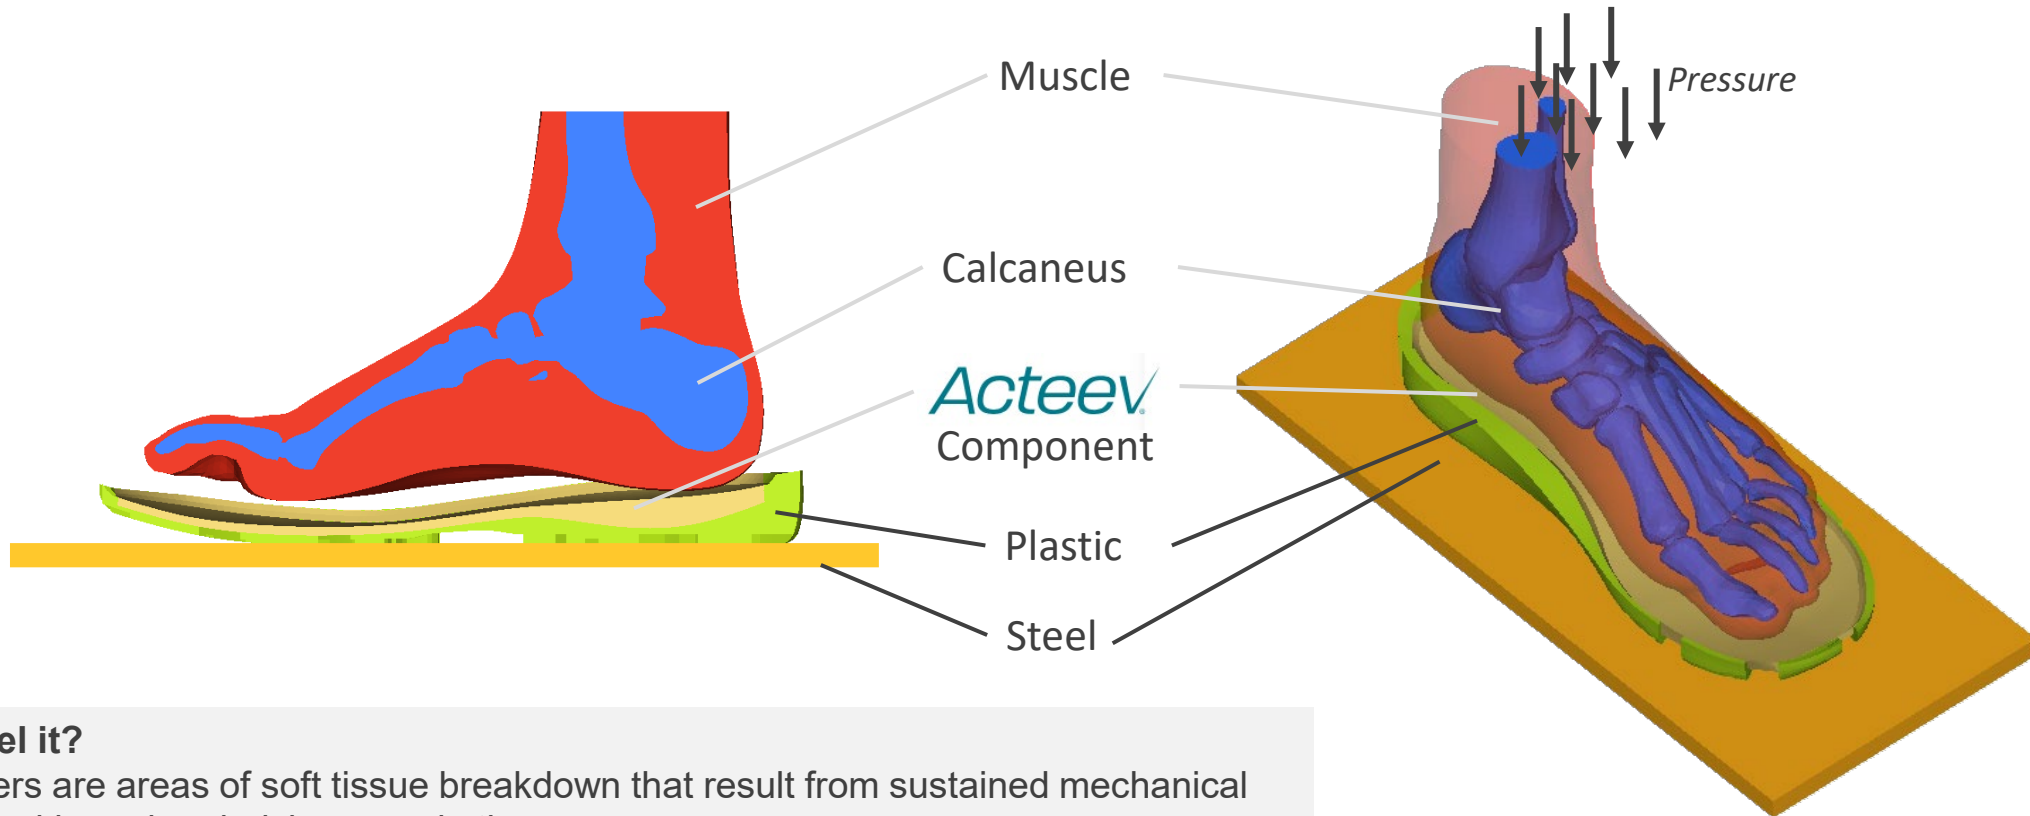 Muscle
Pressure
Calcaneus
Acteev
Component
Plastic
Steel
el it?
ers are areas of soft tissue breakdown that result from sustained mechanical